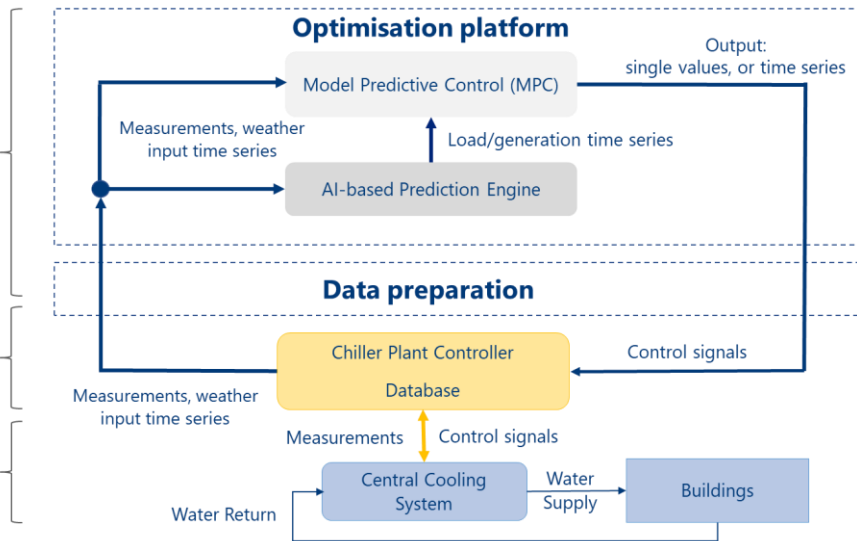 Optimisation platform
Output:
single values, or time series
Model Predictive Control (MPC)
Measurements, weather
input time series
Load/generation time series
AI-based Prediction Engine
Data preparation
Chiller Plant Controller
Database
Control signals
Measurements, weather
input time series
Measurements
Control signals
Central Cooling
System
Water
Supply
Buildings
Water Return